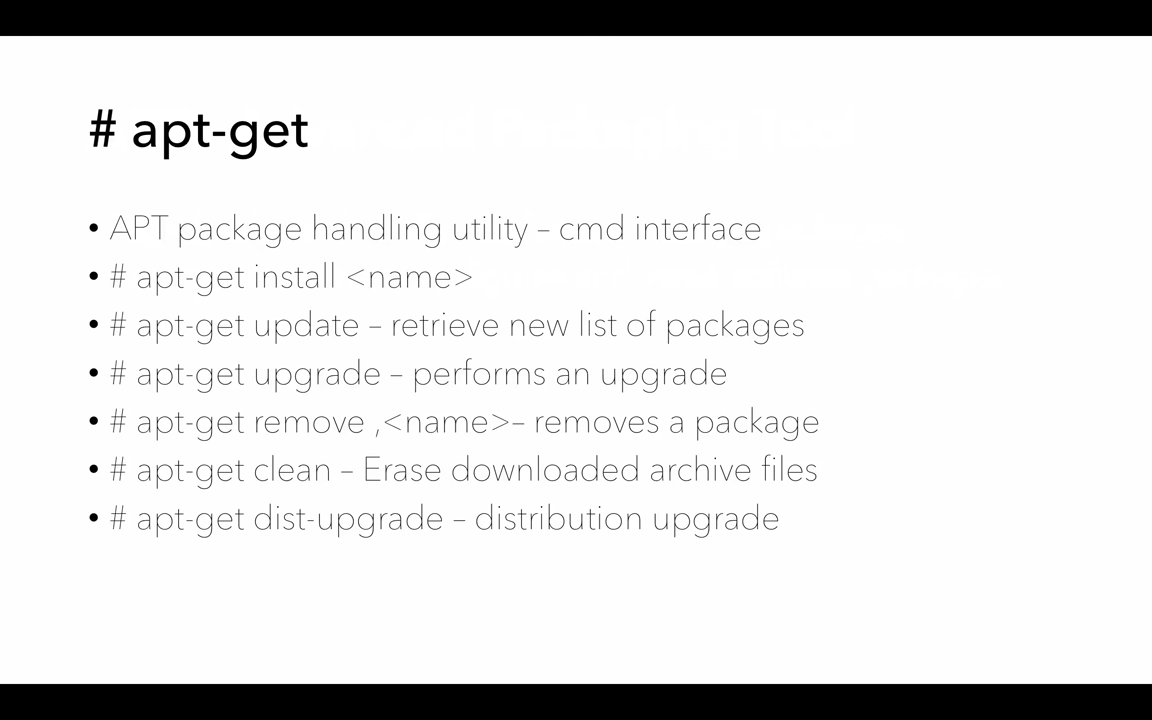 # apt-get
• APT package handling utility – cmd interface
• # apt-get install <name>
• # apt-get update – retrieve new list of packages
• # apt-get upgrade – performs an upgrade
• # apt-get remove ,<name>– removes a package
• # apt-get clean – Erase downloaded archive files
• # apt-get dist-upgrade – distribution upgrade